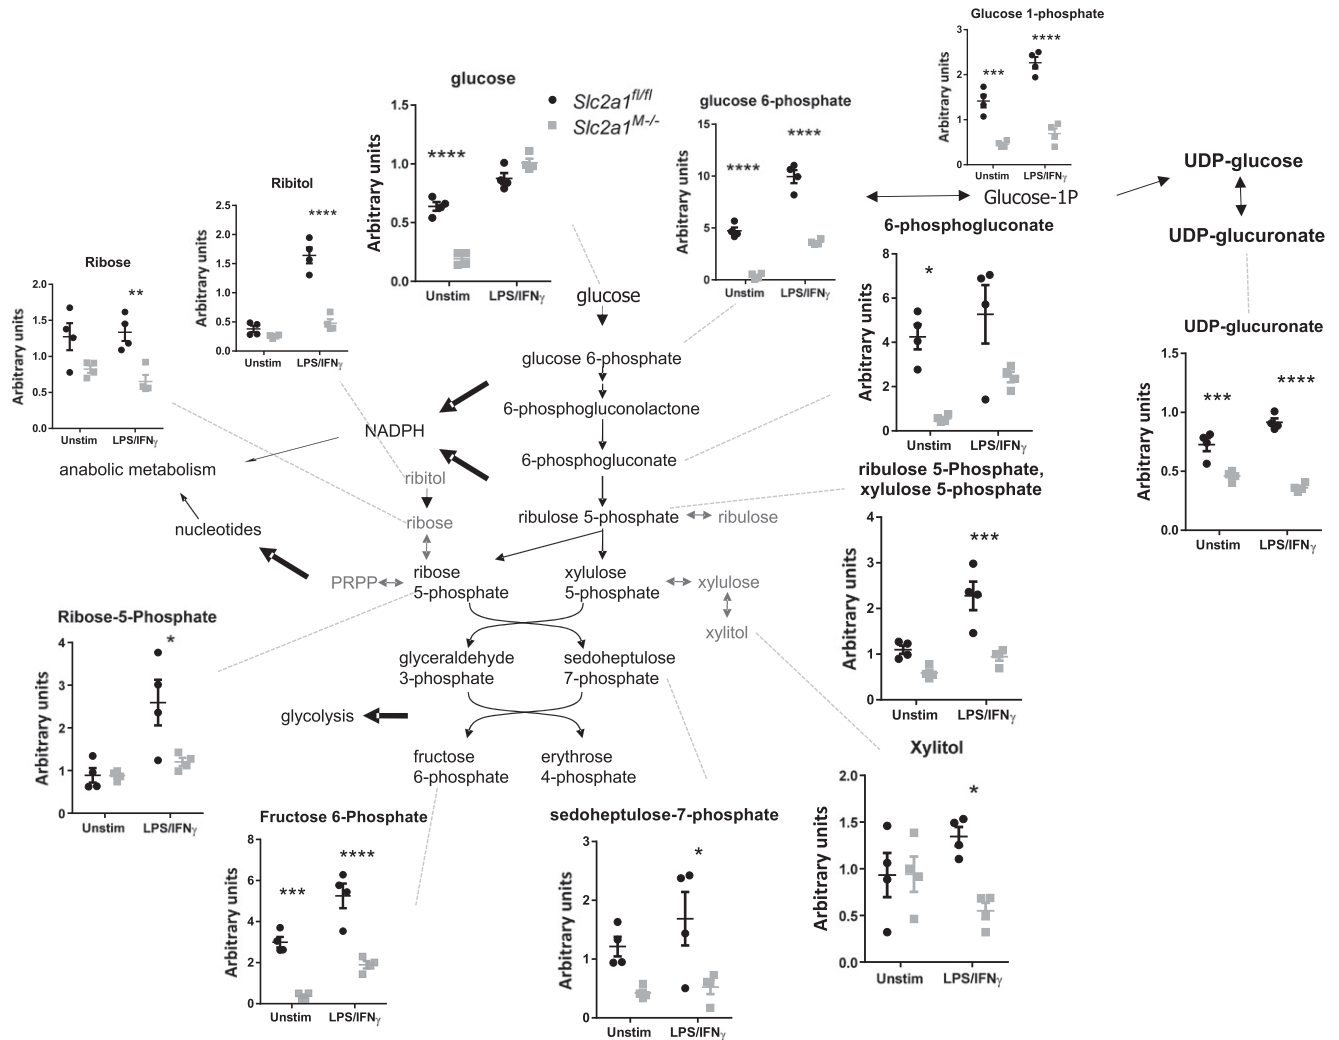 Glucose 1-phosphate
Arbitrary units
3
2
1
0
***
****
Unstim
LPS/IFNγ
glucose
Arbitrary units
1.5
1.0
0.5
0.0
****
Unstim
LPS/IFNγ
Slc2a1fl/fl
Slc2a1M-/-
glucose 6-phosphate
Arbitrary units
15
10
5
0
****
****
Unstim
LPS/IFNγ
Glucose-1P
UDP-glucose
UDP-glucuronate
Ribitol
Arbitrary units
2.5
2.0
1.5
1.0
0.5
0.0
****
Unstim
LPS/IFNγ
6-phosphogluconate
Arbitrary units
8
6
4
2
0
*
Unstim
LPS/IFNγ
Ribose
Arbitrary units
2.0
1.5
1.0
0.5
0.0
**
Unstim
LPS/IFNγ
UDP-glucuronate
Arbitrary units
1.5
1.0
0.5
0.0
***
****
Unstim
LPS/IFNγ
glucose
glucose 6-phosphate
6-phosphogluconolactone
NADPH
6-phosphogluconate
anabolic metabolism
ribitol
nucleotides
ribose
ribulose 5-phosphate
ribulose
PRPP
ribose
5-phosphate
xylulose
5-phosphate
xylulose
xylitol
glyceraldehyde
3-phosphate
sedoheptulose
7-phosphate
glycolysis
fructose
6-phosphate
erythrose
4-phosphate
ribulose 5-Phosphate,
xylulose 5-phosphate
Arbitrary units
4
3
2
1
0
***
Unstim
LPS/IFNγ
Ribose-5-Phosphate
Arbitrary units
4
3
2
1
0
*
Unstim
LPS/IFNγ
Xylitol
Arbitrary units
2.0
1.5
1.0
0.5
0.0
*
Unstim
LPS/IFNγ
Fructose 6-Phosphate
Arbitrary units
8
6
4
2
0
***
****
Unstim
LPS/IFNγ
sedoheptulose-7-phosphate
Arbitrary units
3
2
1
0
*
Unstim
LPS/IFNγ